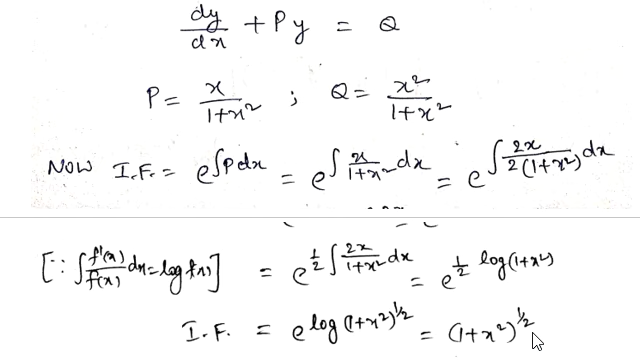 dy/dx + Py = Q
P = x/1+x² ; Q = x²/1+x²
Now I.F. = e^∫Pdx = e^∫ x/1+x² dx = e^∫ 2x/2(1+x²) dx
[∵ ∫ f'(x)/f(x) dx = log f(x)] = e^½ ∫ 2x/1+x² dx = e^½ log(1+x²)
I.F. = e^log (1+x²)^½ = (1+x²)^½